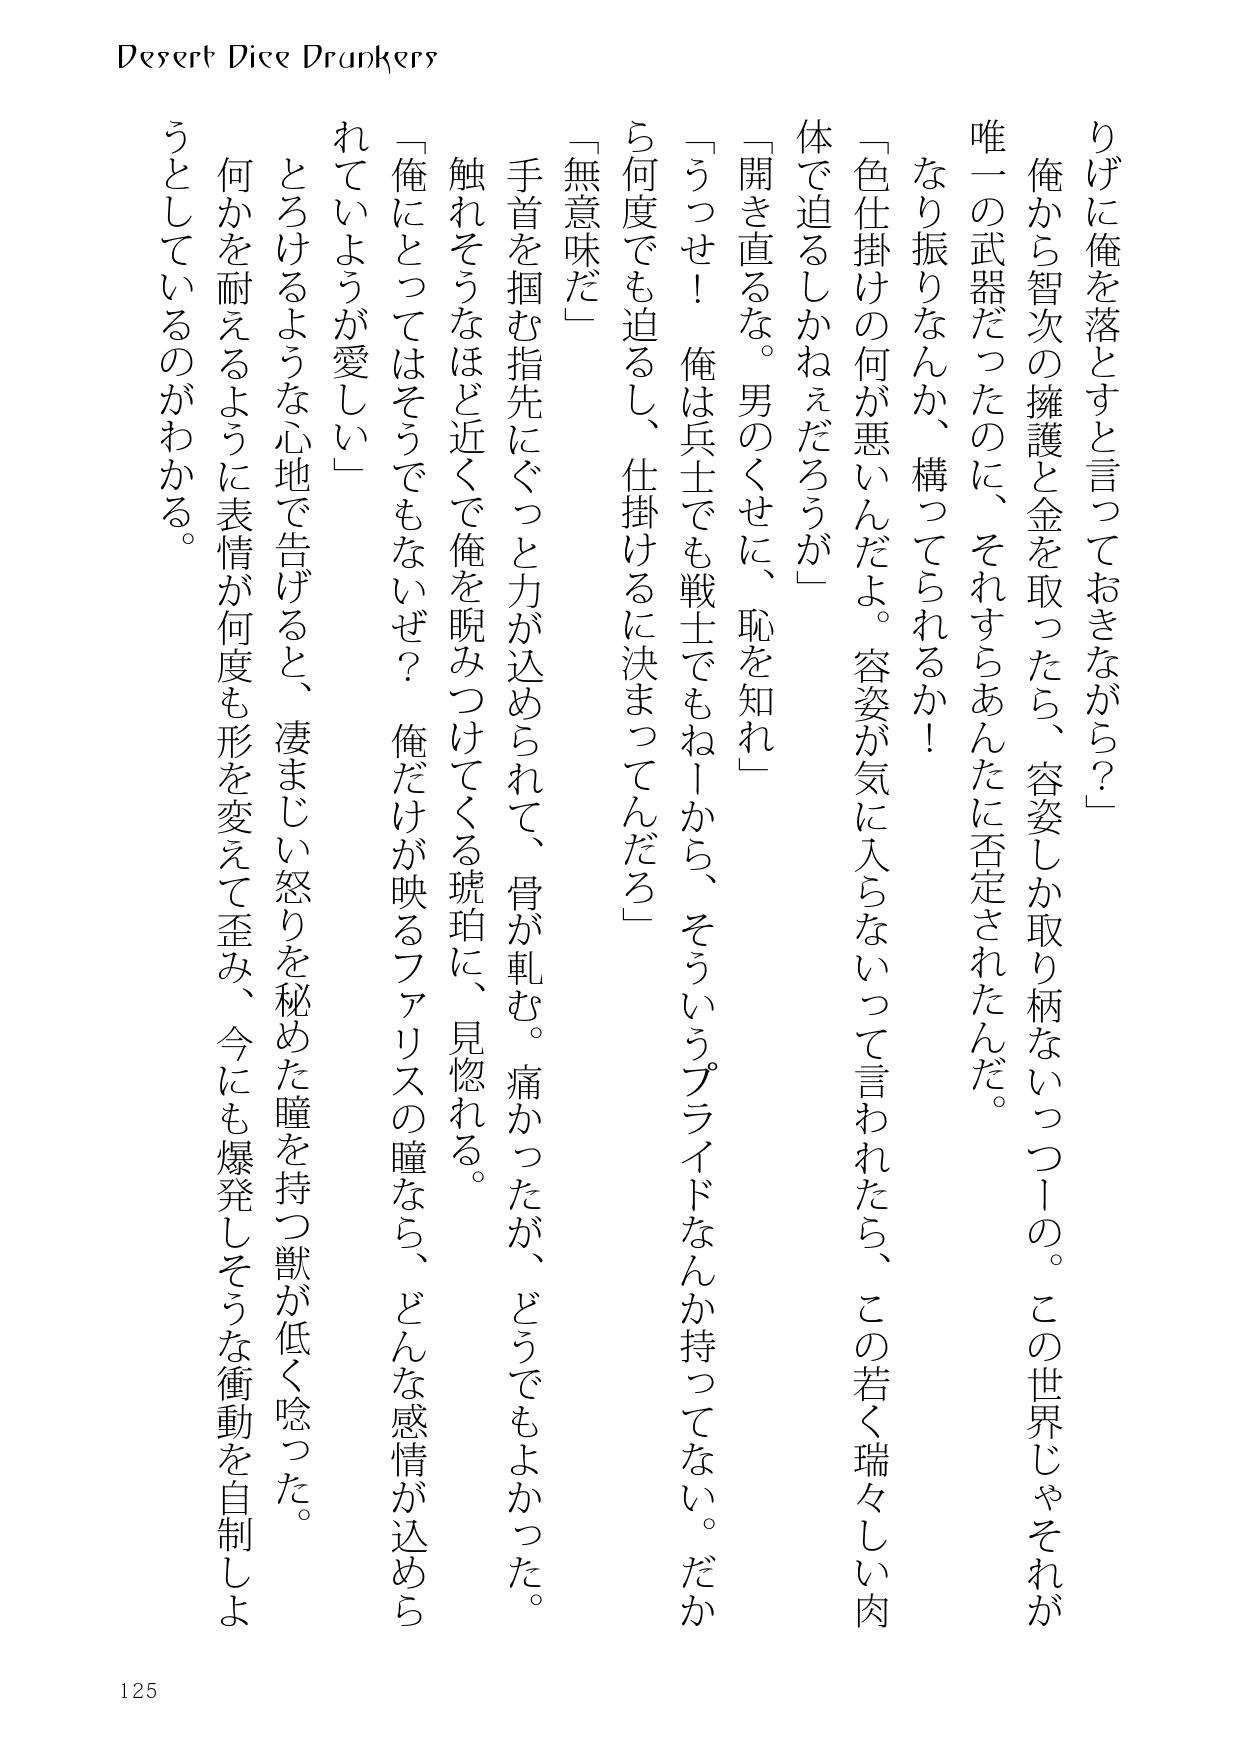 Desert Dice Drunkers
りげに俺を落とすと言っておきながら？」
　俺から智次の擁護と金を取ったら、容姿しか取り柄ないっつーの。この世界じゃそれが
唯一の武器だったのに、それすらあんたに否定されたんだ。
　なり振りなんか、構ってられるか！
「色仕掛けの何が悪いんだよ。容姿が気に入らないって言われたら、この若く瑞々しい肉
体で迫るしかねぇだろうが」
「開き直るな。男のくせに、恥を知れ」
「うっせ！　俺は兵士でも戦士でもねーから、そういうプライドなんか持ってない。だか
ら何度でも迫るし、仕掛けるに決まってんだろ」
「無意味だ」
　手首を掴む指先にぐっと力が込められて、骨が軋む。痛かったが、どうでもよかった。
　触れそうなほど近くで俺を睨みつけてくる琥珀に、見惚れる。
「俺にとってはそうでもないぜ？　俺だけが映るファリスの瞳なら、どんな感情が込めら
れていようが愛しい」
　とろけるような心地で告げると、凄まじい怒りを秘めた瞳を持つ獣が低く唸った。
　何かを耐えるように表情が何度も形を変えて歪み、今にも爆発しそうな衝動を自制しよ
うとしているのがわかる。
125